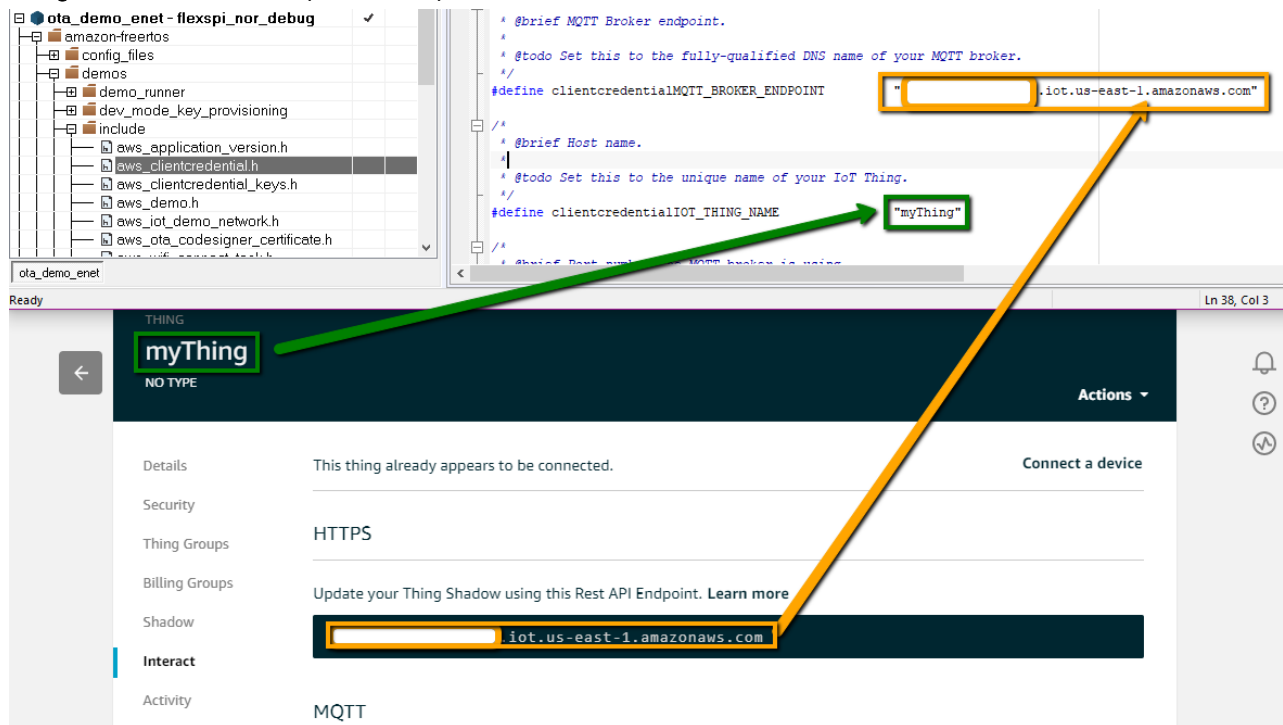 ota_demo_enet - flexspi_nor_debug
amazon-freertos
config_files
demos
demo_runner
dev_mode_key_provisioning
include
aws_application_version.h
aws_clientcredential.h
aws_clientcredential_keys.h
aws_demo.h
aws_iot_demo_network.h
aws_ota_codesigner_certificate.h
ota_demo_enet
* @brief MQTT Broker endpoint.
*
* @todo Set this to the fully-qualified DNS name of your MQTT broker.
*/
#define clientcredentialMQTT_BROKER_ENDPOINT " .iot.us-east-1.amazonaws.com"
/*
* @brief Host name.
*
* @todo Set this to the unique name of your IoT Thing.
*/
#define clientcredentialIOT_THING_NAME "myThing"
/*
Ready
Ln 38, Col 3
THING
myThing
NO TYPE
Actions
Details
Security
Thing Groups
Billing Groups
Shadow
Interact
Activity
This thing already appears to be connected.
Connect a device
HTTPS
Update your Thing Shadow using this Rest API Endpoint. Learn more
.iot.us-east-1.amazonaws.com
MQTT